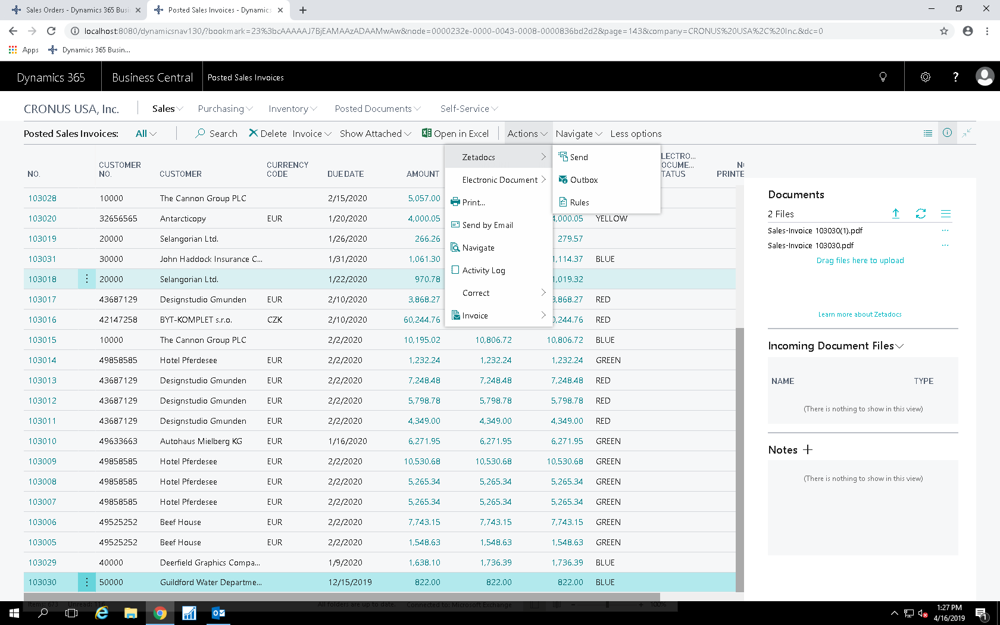 Sales Orders - Dynamics 365 Busi
Posted Sales Invoices - Dynamics
localhost:8080/dynamicsnav130/?bookmark=23%3bcAAAAAJ7BjEAMAAzADAAMwAw&node=0000232e-0000-0043-0008-0000836bd2d2&page=143&company=CRONUS%20USA%2C%20Inc.&dc=0
Apps
Dynamics 365 Busin...
Dynamics 365
Business Central
Posted Sales Invoices
?
CRONUS USA, Inc.
Sales
Purchasing
Inventory
Posted Documents
Self-Service
Posted Sales Invoices:
All
Search
Delete
Invoice
Show Attached
Open in Excel
Actions
Navigate
Less options
Zetadocs
Electronic Document
Print...
Send by Email
Navigate
Activity Log
Correct
Invoice
Send
Outbox
Rules
NO.
CUSTOMER
NO.
CUSTOMER
CURRENCY
CODE
DUE DATE
AMOUNT
LECTRO...
OCUME...
TATUS
NO
PRINTE
103028 10000 The Cannon Group PLC 2/15/2020 5,057.00
103020 32656565 Antarcticopy EUR 1/20/2020 4,000.05 4,000.05 YELLOW
103019 20000 Selangorian Ltd. 1/26/2020 266.26 279.57
103031 30000 John Haddock Insurance C... 1/31/2020 1,061.30 1,114.37 BLUE
103018 20000 Selangorian Ltd. 1/22/2020 970.78 1,019.32
103017 43687129 Designstudio Gmunden EUR 2/10/2020 3,868.27 3,868.27 RED
103016 42147258 BYT-KOMPLET s.r.o. CZK 2/10/2020 60,244.76 0,244.76 RED
103015 10000 The Cannon Group PLC 2/2/2020 10,195.02 10,806.72 10,806.72 BLUE
103014 49858585 Hotel Pferdesee EUR 2/2/2020 1,232.24 1,232.24 1,232.24 GREEN
103013 43687129 Designstudio Gmunden EUR 2/2/2020 7,248.48 7,248.48 7,248.48 RED
103012 43687129 Designstudio Gmunden EUR 2/2/2020 5,798.78 5,798.78 5,798.78 RED
103011 43687129 Designstudio Gmunden EUR 2/2/2020 4,349.00 4,349.00 4,349.00 RED
103010 49633663 Autohaus Mielberg KG EUR 1/16/2020 6,271.95 6,271.95 6,271.95 GREEN
103009 49858585 Hotel Pferdesee EUR 2/2/2020 10,530.68 10,530.68 10,530.68 GREEN
103008 49858585 Hotel Pferdesee EUR 2/2/2020 5,265.34 5,265.34 5,265.34 GREEN
103007 49858585 Hotel Pferdesee EUR 2/2/2020 5,265.34 5,265.34 5,265.34 GREEN
103006 49525252 Beef House EUR 2/2/2020 7,743.15 7,743.15 7,743.15 GREEN
103005 49525252 Beef House EUR 2/2/2020 1,548.63 1,548.63 1,548.63 GREEN
103029 40000 Deerfield Graphics Compa... 1/9/2020 1,638.10 1,736.39 1,736.39 BLUE
103030 50000 Guildford Water Departme... 12/15/2019 822.00 822.00 822.00 BLUE
Documents
2 Files
Sales-Invoice 103030(1).pdf
Sales-Invoice 103030.pdf
Drag files here to upload
Learn more about Zetadocs
Incoming Document Files
NAME
TYPE
(There is nothing to show in this view)
Notes
(There is nothing to show in this view)
Items: 673 Unread: 116 All folders are up to date. Connected to: Microsoft Exchange 100%
1:27 PM
4/16/2019
1